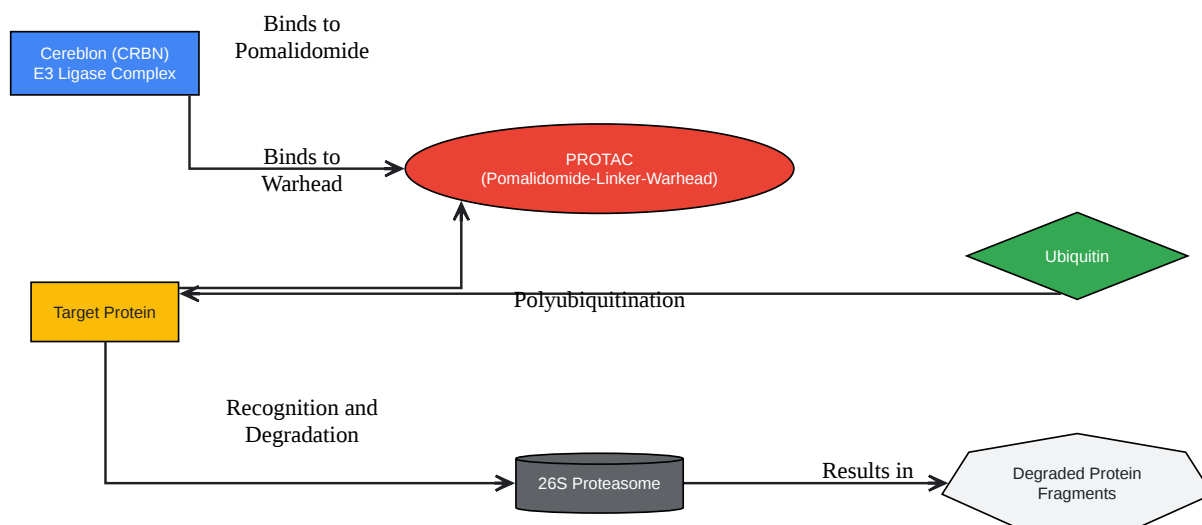 Binds to
Pomalidomide
Cereblon (CRBN)
E3 Ligase Complex
Binds to
Warhead
PROTAC
(Pomalidomide-Linker-Warhead)
Ubiquitin
Polyubiquitination
Target Protein
Recognition and
Degradation
26S Proteasome
Results in
Degraded Protein
Fragments